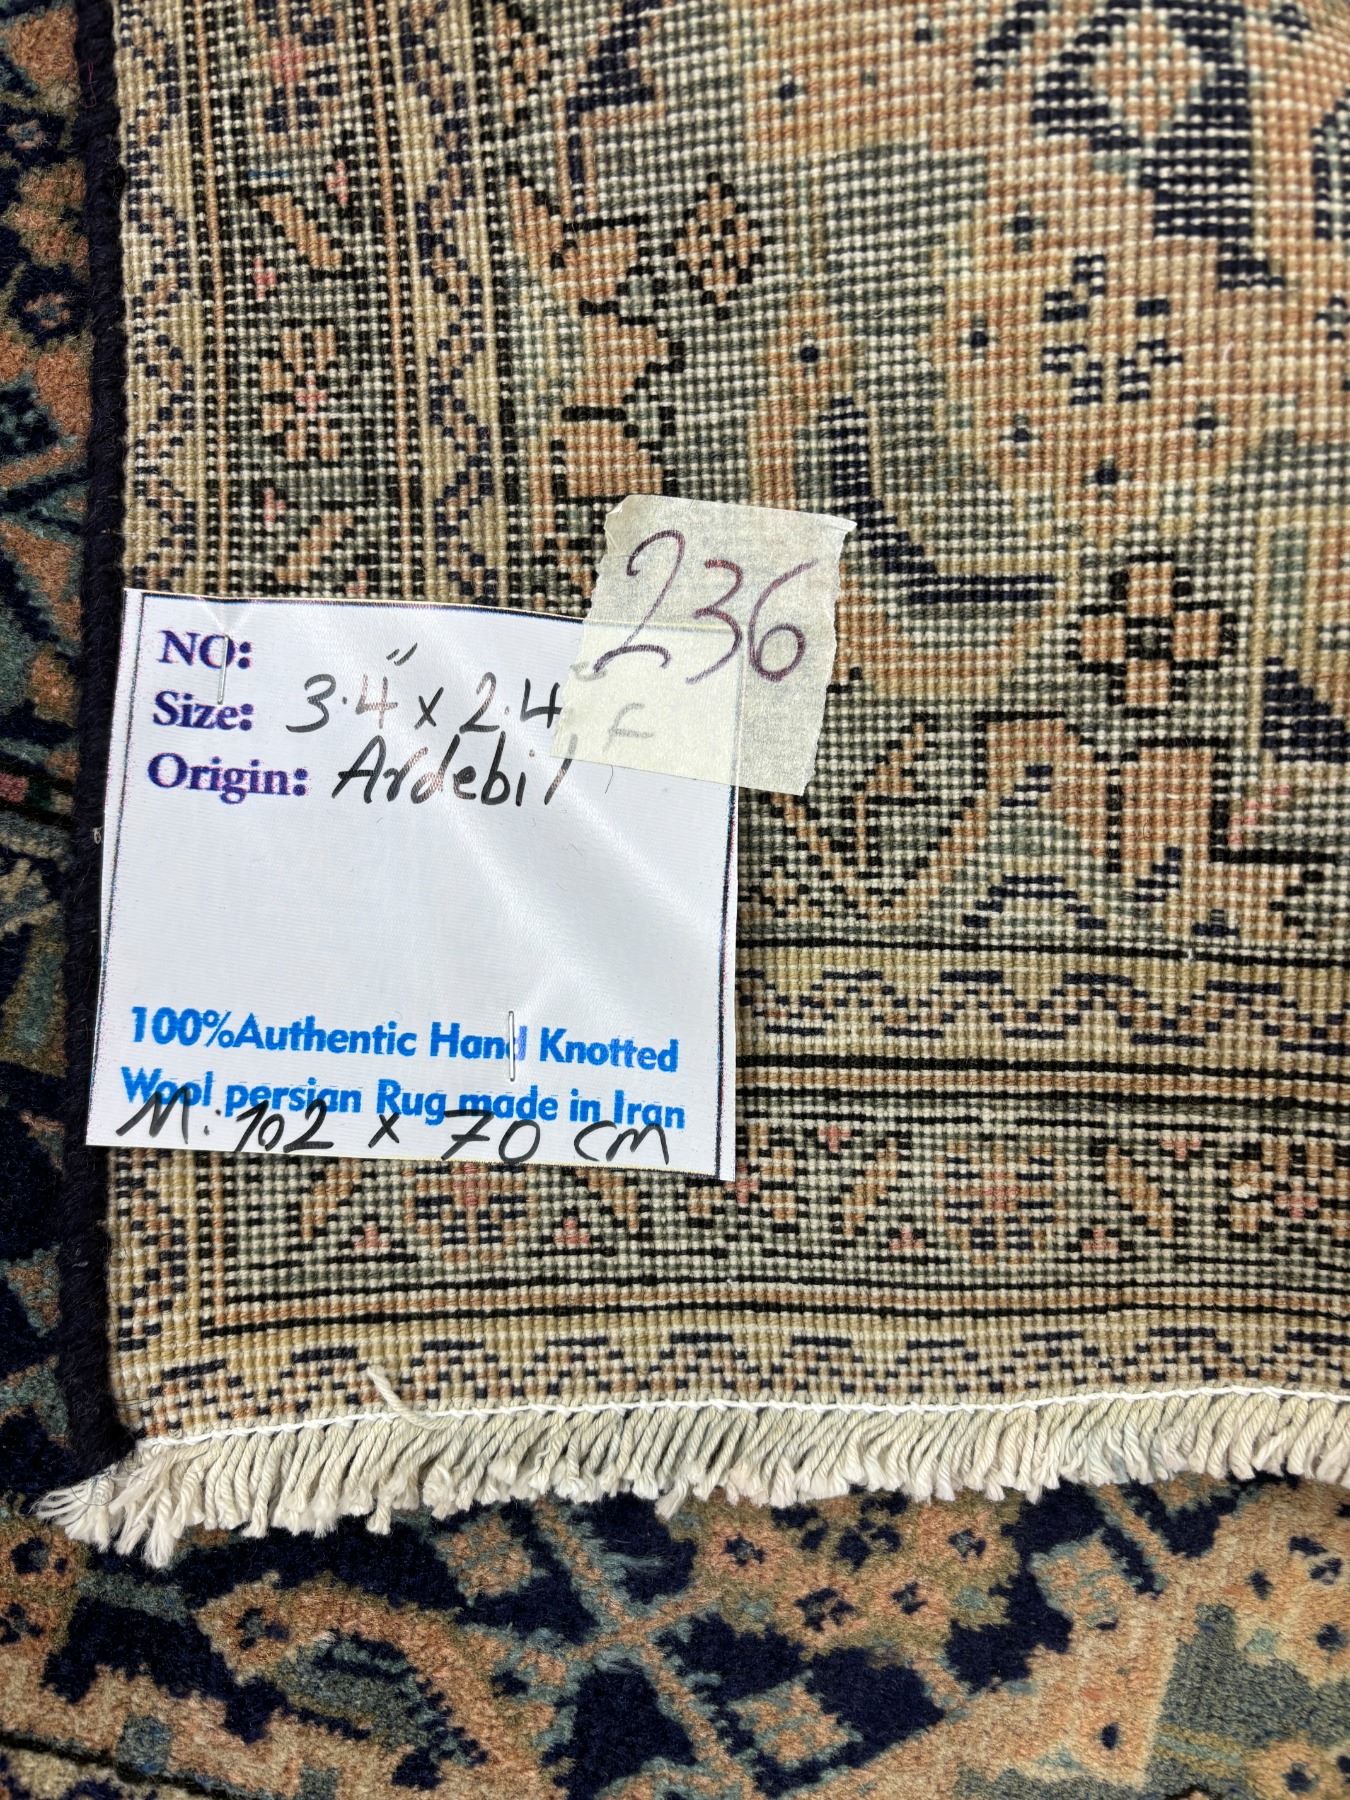 236
NO:
Size: 3.4" x 2.4
Origin: Ardebil
100%Authentic Hand Knotted
Wool persian Rug made in Iran
M: 102 x 70 cm